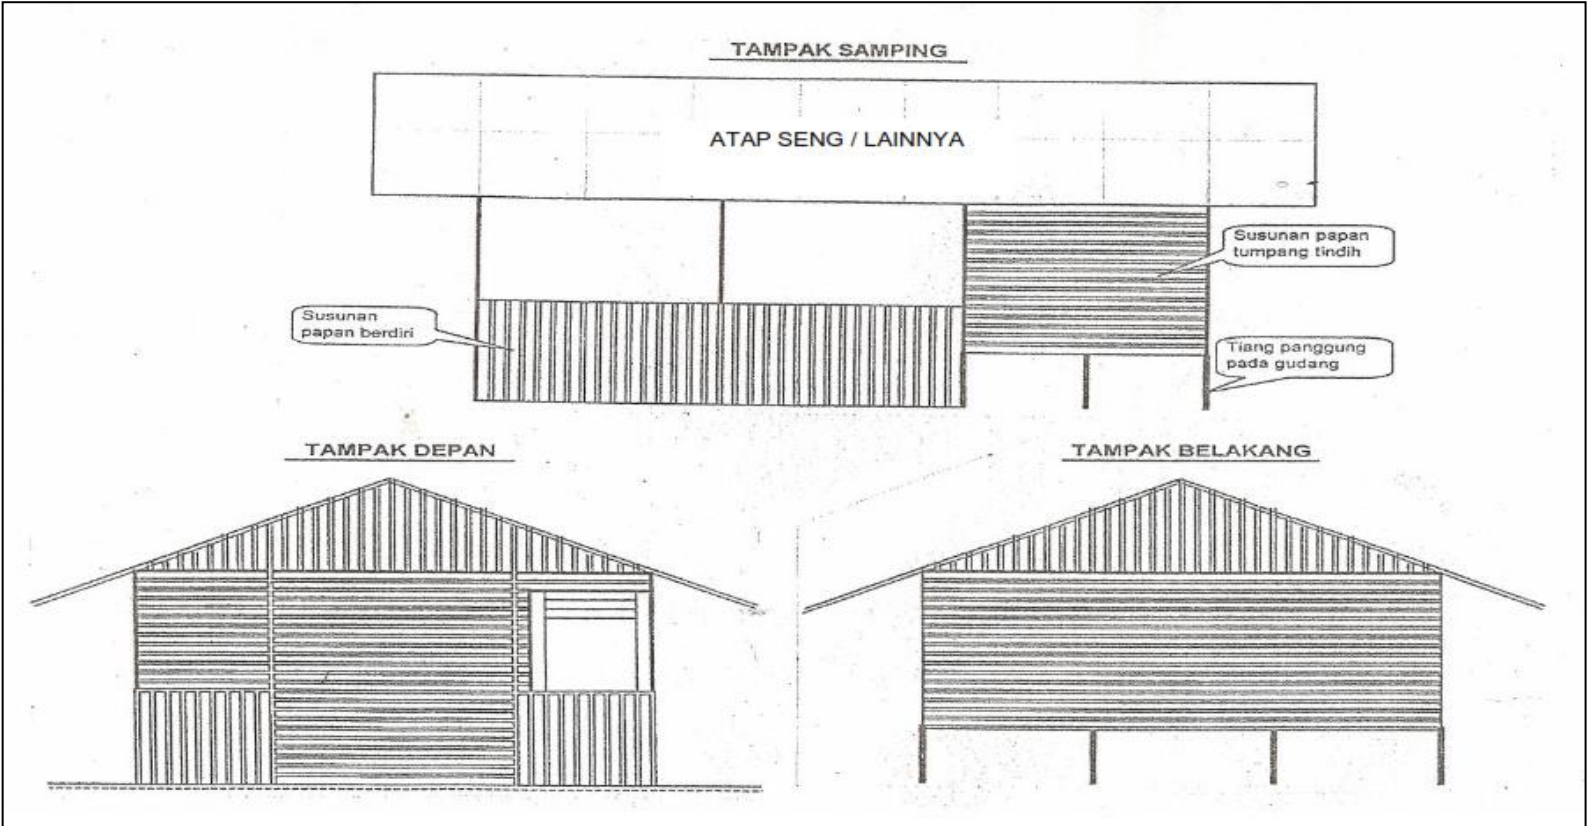 TAMPAK SAMPING
ATAP SENG / LAINNYA
Susunan papan
tumpang tindih
Susunan
papan berdiri
Tiang panggung
pada gudang
TAMPAK DEPAN
TAMPAK BELAKANG